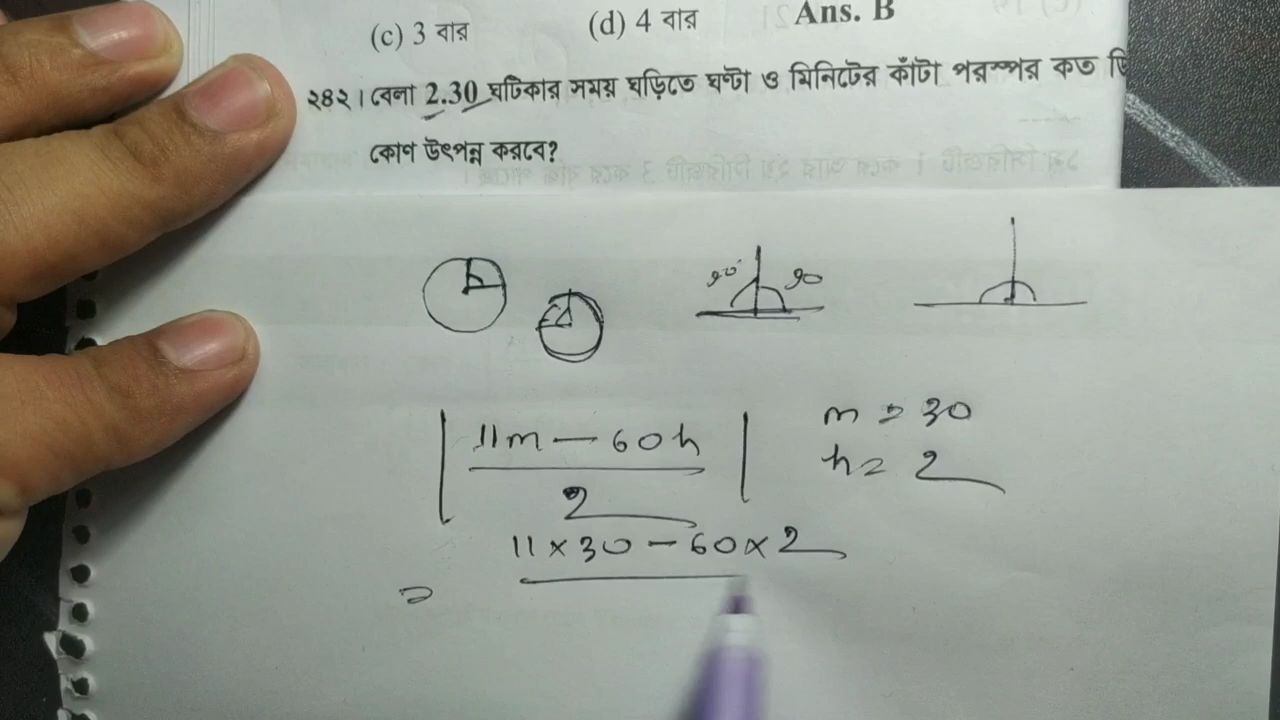 (c) 3 বার (d) 4 বার Ans. B
২৪২। বেলা 2.30 ঘটিকার সময় ঘড়িতে ঘণ্টা ও মিনিটের কাঁটা পরস্পর কত ডি
কোণ উৎপন্ন করবে?
90° 90
| 11m — 60h | m = 30
2 h = 2
11 × 30 — 60 × 2
=